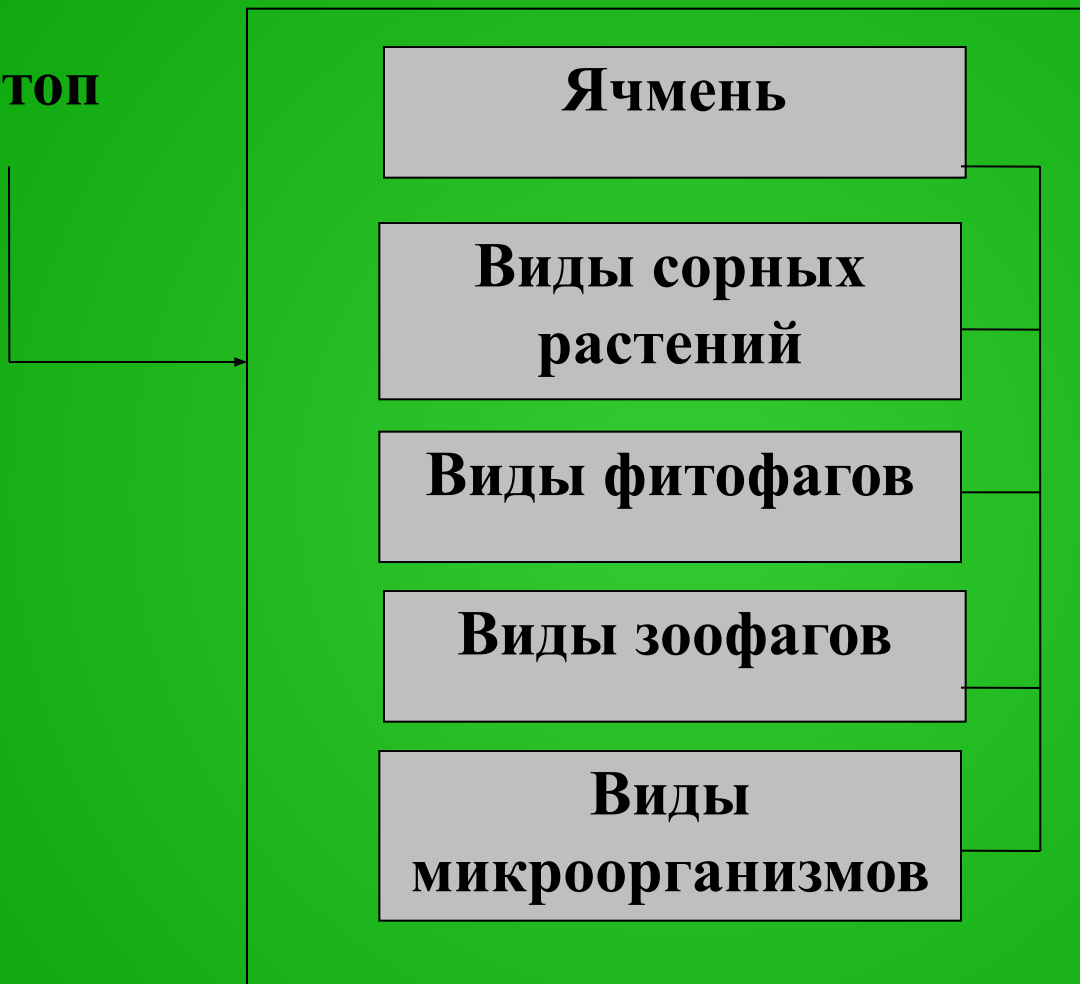 топ
Ячмень
Виды сорных
растений
Виды фитофагов
Виды зоофагов
Виды
микроорганизмов